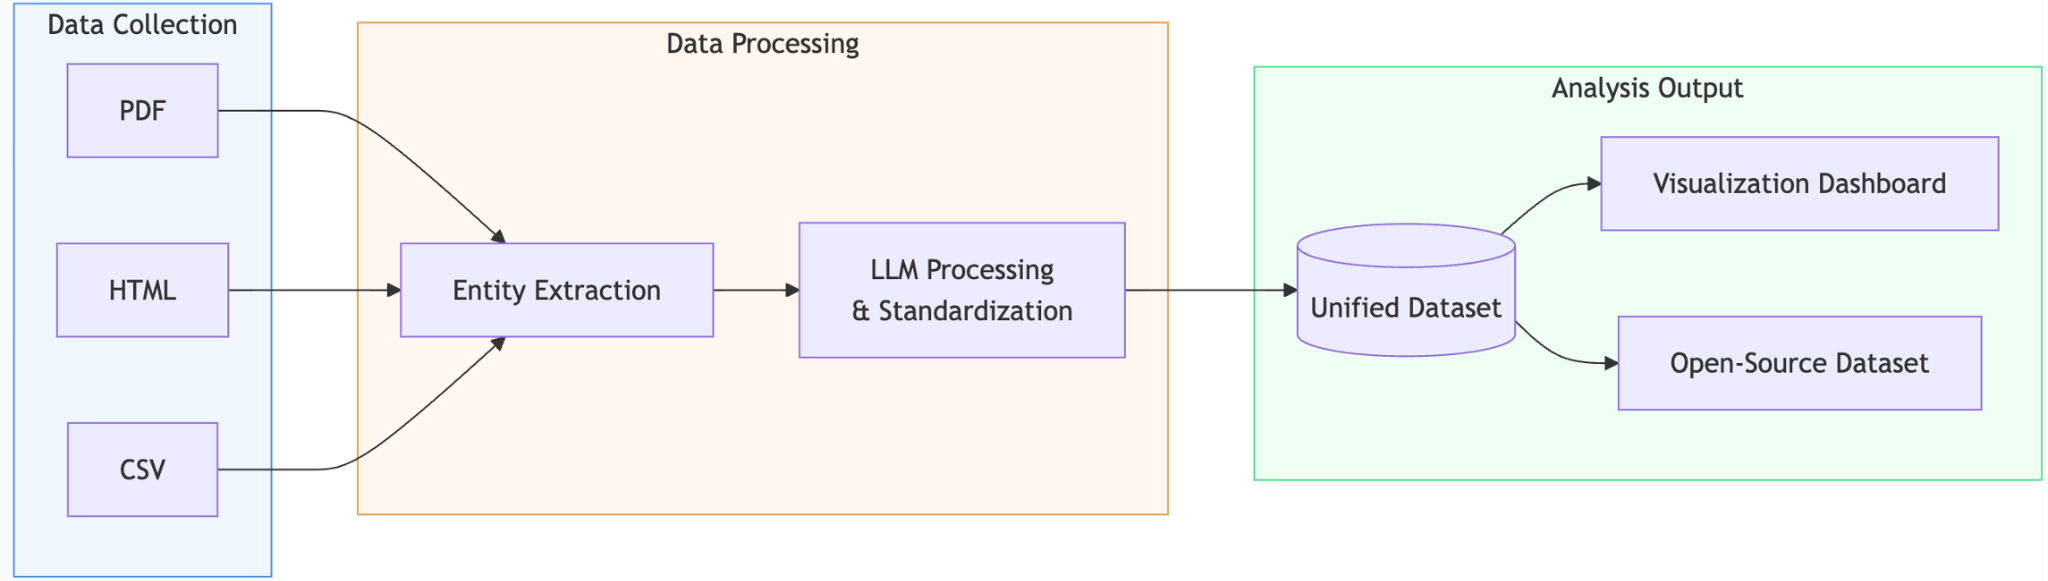 Data Collection
PDF
HTML
CSV
Data Processing
Entity Extraction
LLM Processing
& Standardization
Analysis Output
Unified Dataset
Visualization Dashboard
Open-Source Dataset